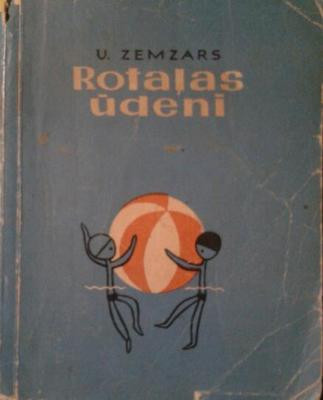 U. ZEMZARS
Rotaļas
ūdenī